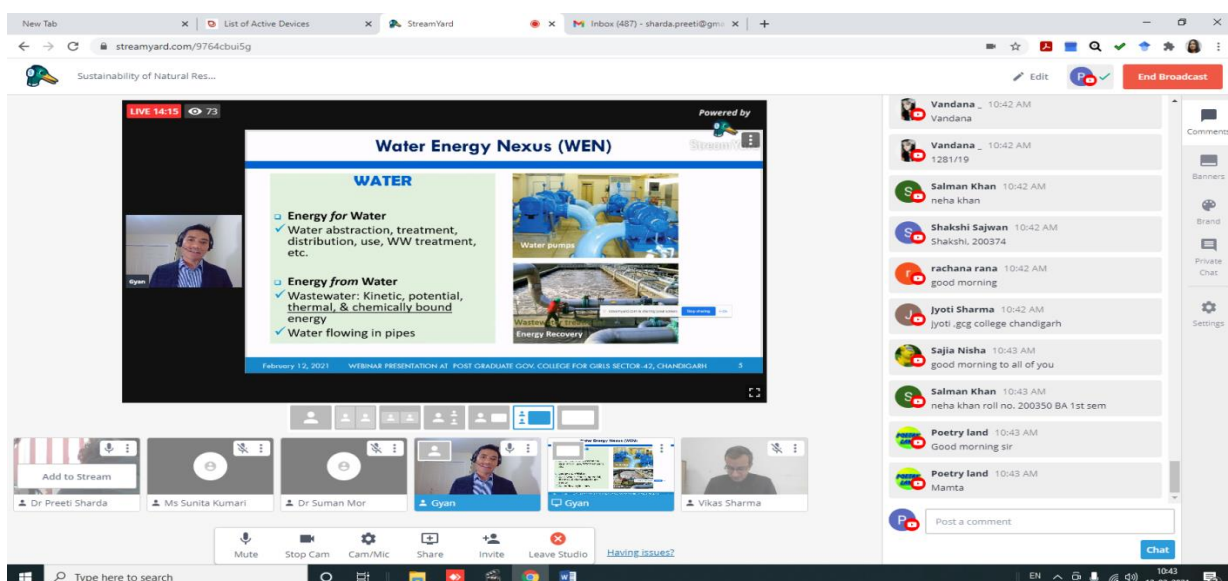 New Tab
List of Active Devices
StreamYard
Inbox (487) - sharda.preeti@gm
streamyard.com/9764cbui5g
Sustainability of Natural Res...
Edit
End Broadcast
LIVE 14:15 73
Powered by
Water Energy Nexus (WEN)
WATER
Energy for Water
Water abstraction, treatment,
distribution, use, WW treatment,
etc.
Energy from Water
Wastewater: Kinetic, potential,
thermal, & chemically bound
energy
Water flowing in pipes
Water pumps
Energy Recovery
Stop sharing
Hide
February 12, 2021 WEBINAR PRESENTATION AT POST GRADUATE GOV. COLLEGE FOR GIRLS SECTOR-42, CHANDIGARH 5
Gyan
Add to Stream
Dr Preeti Sharda
Ms Sunita Kumari
Dr Suman Mor
Gyan
Gyan
Vikas Sharma
Mute
Stop Cam
Cam/Mic
Share
Invite
Leave Studio
Having issues?
Vandana _ 10:42 AM
Vandana
Vandana _ 10:42 AM
1281/19
Salman Khan 10:42 AM
neha khan
Shakshi Sajwan 10:42 AM
Shakshi, 200374
rachana rana 10:42 AM
good morning
Jyoti Sharma 10:42 AM
jyoti .gcg college chandigarh
Sajia Nisha 10:43 AM
good morning to all of you
Salman Khan 10:43 AM
neha khan roll no. 200350 BA 1st sem
Poetry land 10:43 AM
Good morning sir
Poetry land 10:43 AM
Mamta
Post a comment
Chat
Comments
Banners
Brand
Private
Chat
Settings
Type here to search
EN
10:43